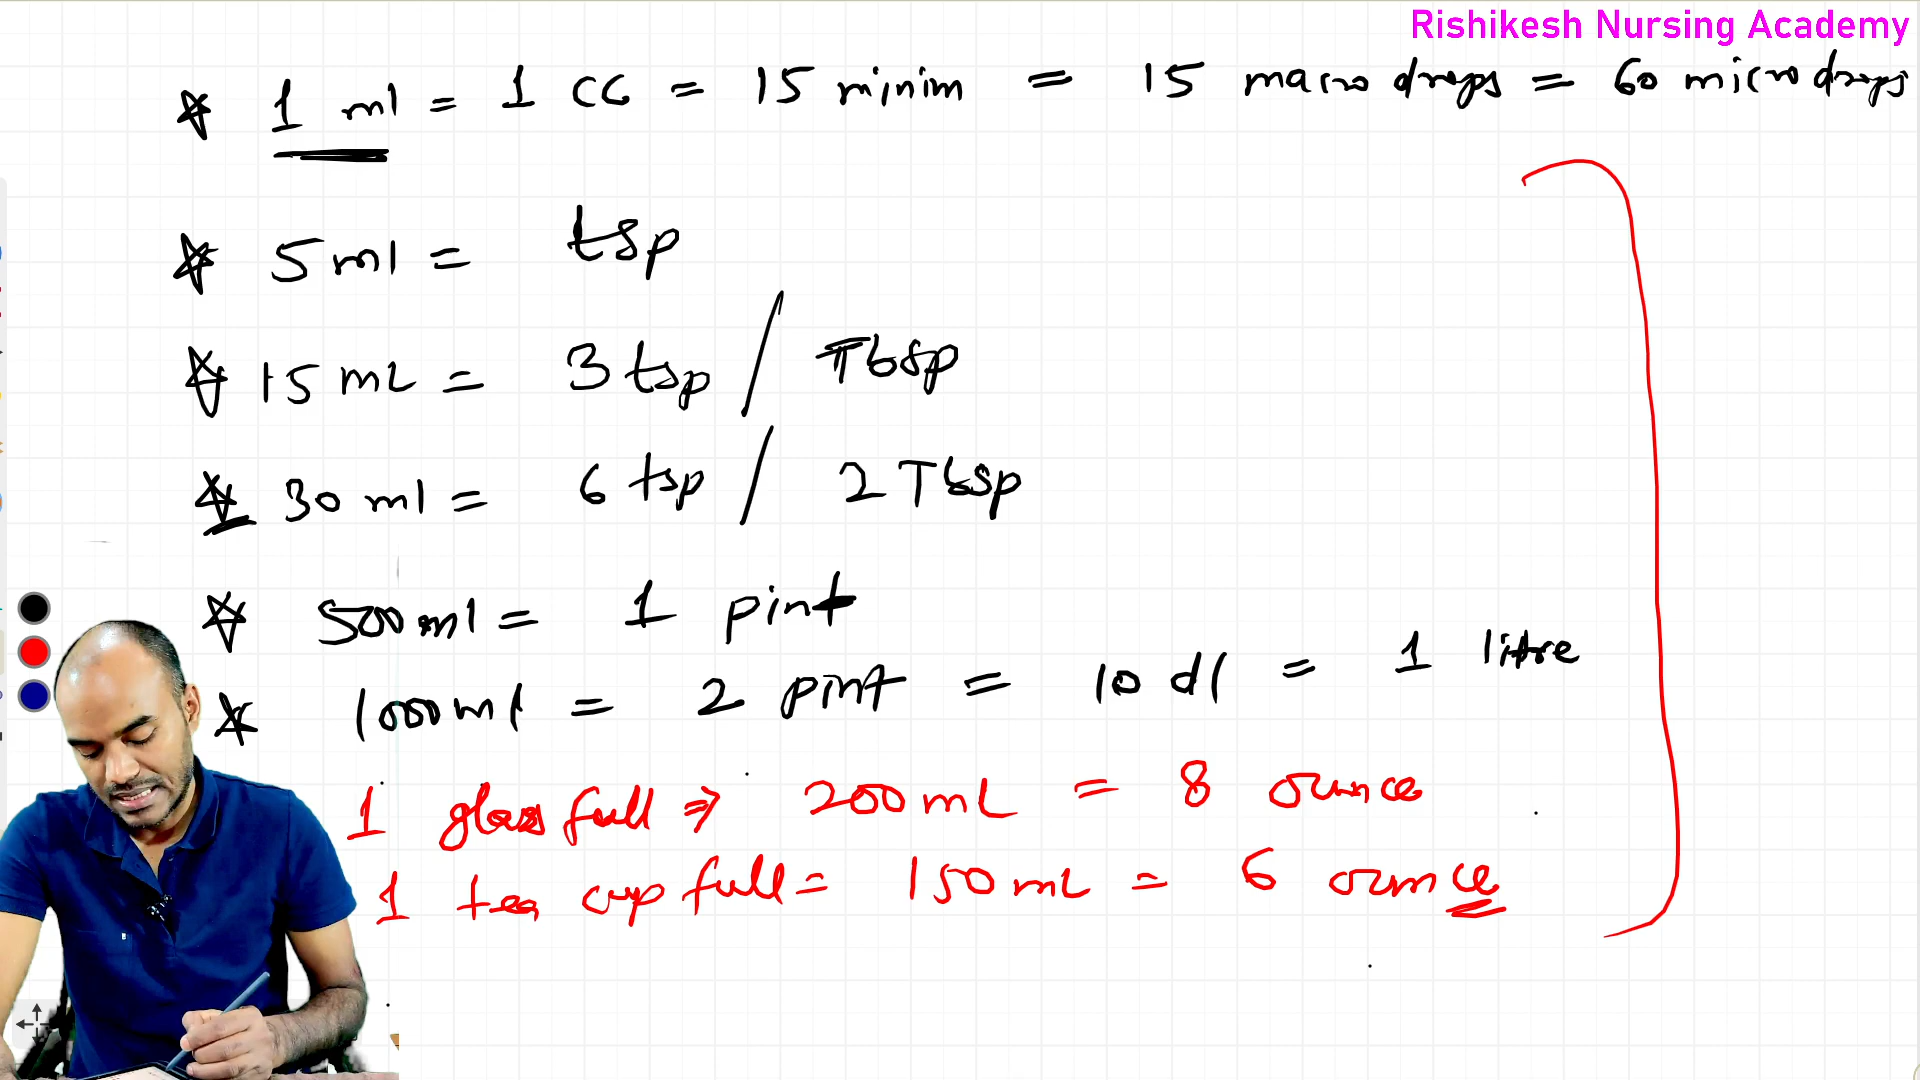 Rishikesh Nursing Academy
1 ml = 1 CC = 15 minim = 15 macro drops = 60 micro drops
5 ml = tsp
15 mL = 3 tsp / Tbsp
30 ml = 6 tsp / 2 Tbsp
500 ml = 1 pint
1000 ml = 2 pint = 10 dl = 1 litre
1 glass full ⇒ 200 mL = 8 ounce
1 tea cup full = 150 mL = 6 ounce